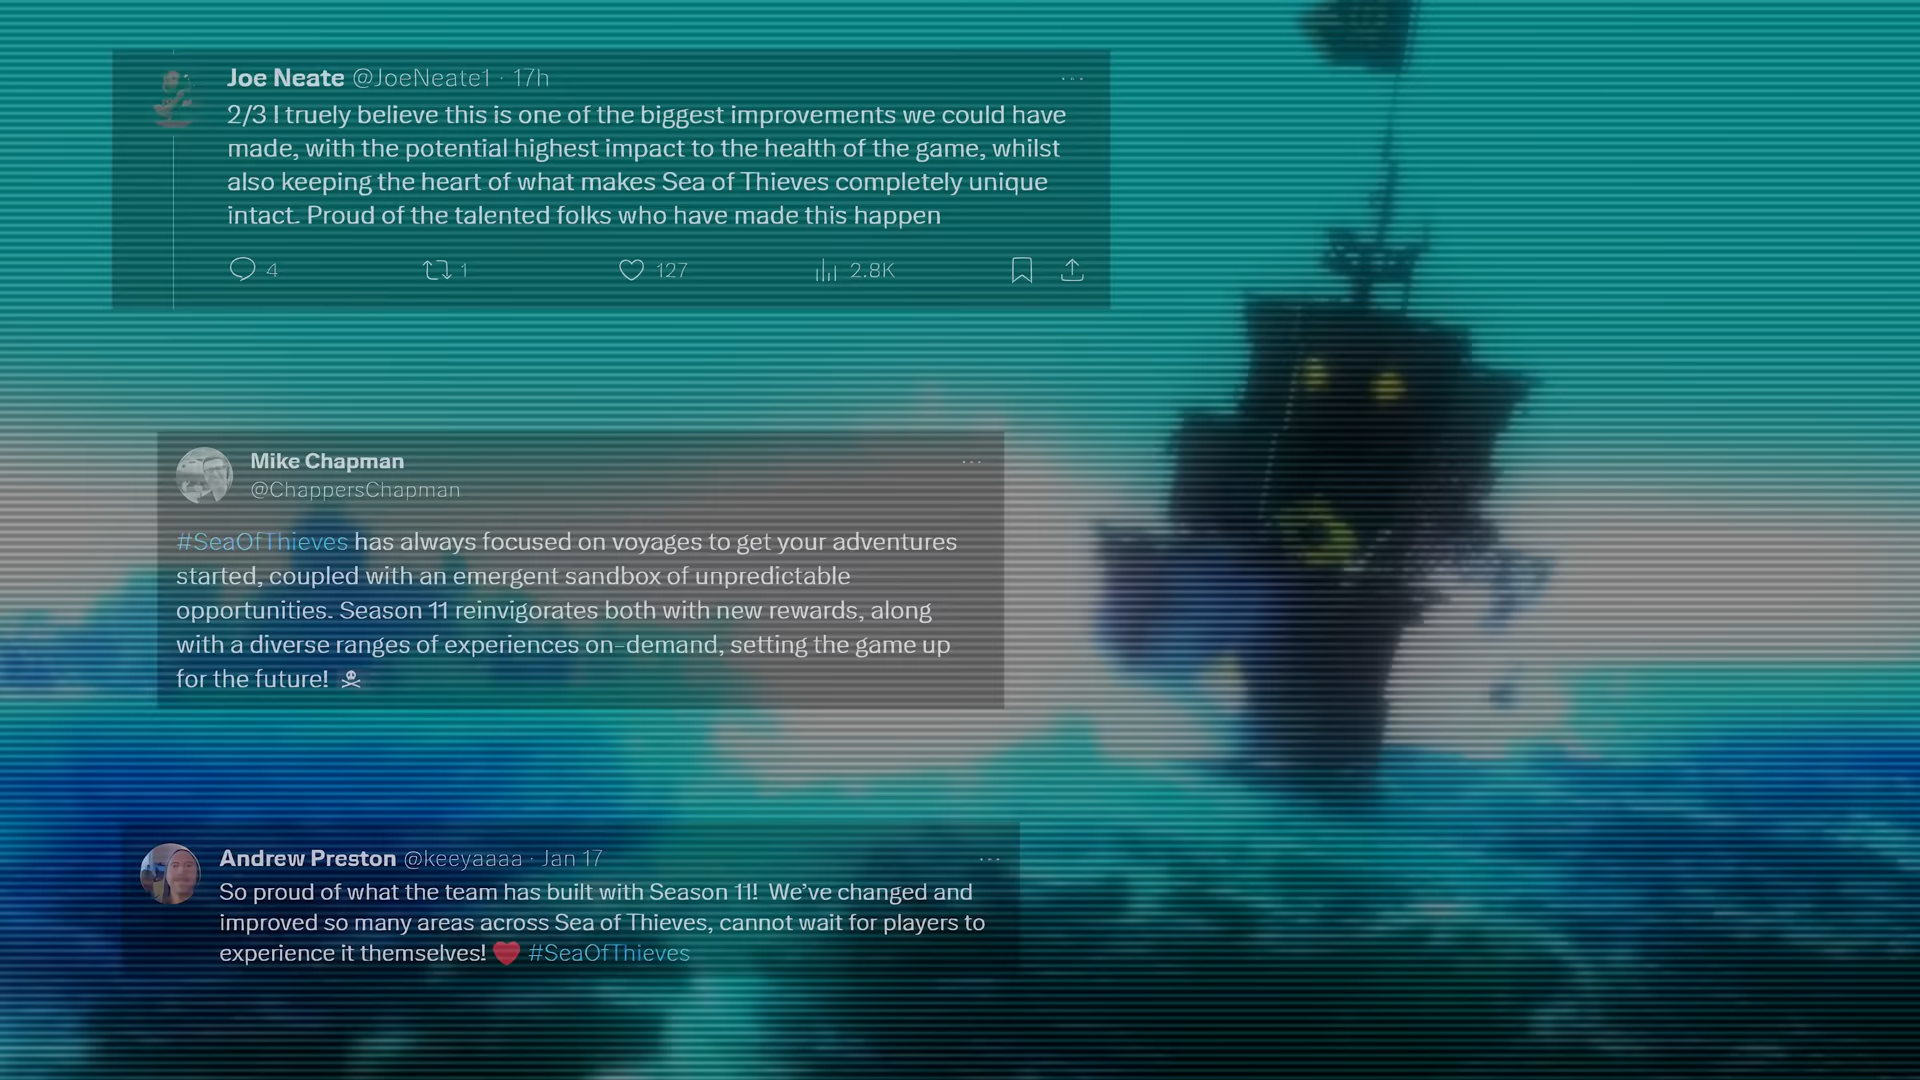 Joe Neate @JoeNeate1 · 17h
2/3 I truely believe this is one of the biggest improvements we could have
made, with the potential highest impact to the health of the game, whilst
also keeping the heart of what makes Sea of Thieves completely unique
intact. Proud of the talented folks who have made this happen
4 1 127 2.8K
Mike Chapman
@ChappersChapman
#SeaOfThieves has always focused on voyages to get your adventures
started, coupled with an emergent sandbox of unpredictable
opportunities. Season 11 reinvigorates both with new rewards, along
with a diverse ranges of experiences on-demand, setting the game up
for the future! ☠
Andrew Preston @keeyaaaa · Jan 17
So proud of what the team has built with Season 11! We've changed and
improved so many areas across Sea of Thieves, cannot wait for players to
experience it themselves! ❤ #SeaOfThieves